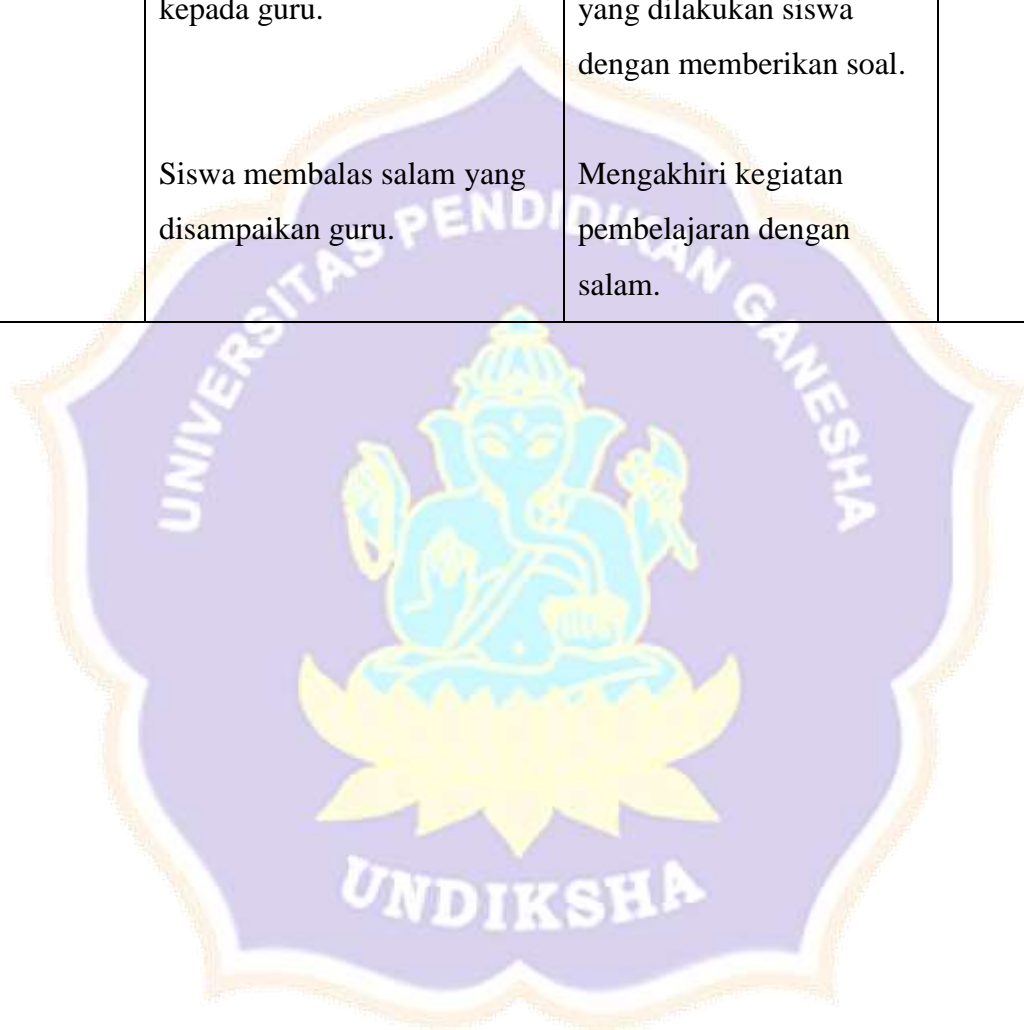 kepada guru.
yang dilakukan siswa
dengan memberikan soal.
Siswa membalas salam yang
disampaikan guru.
Mengakhiri kegiatan
pembelajaran dengan
salam.
UNIVERSITAS PENDIDIKAN GANESHA
UNDIKSHA